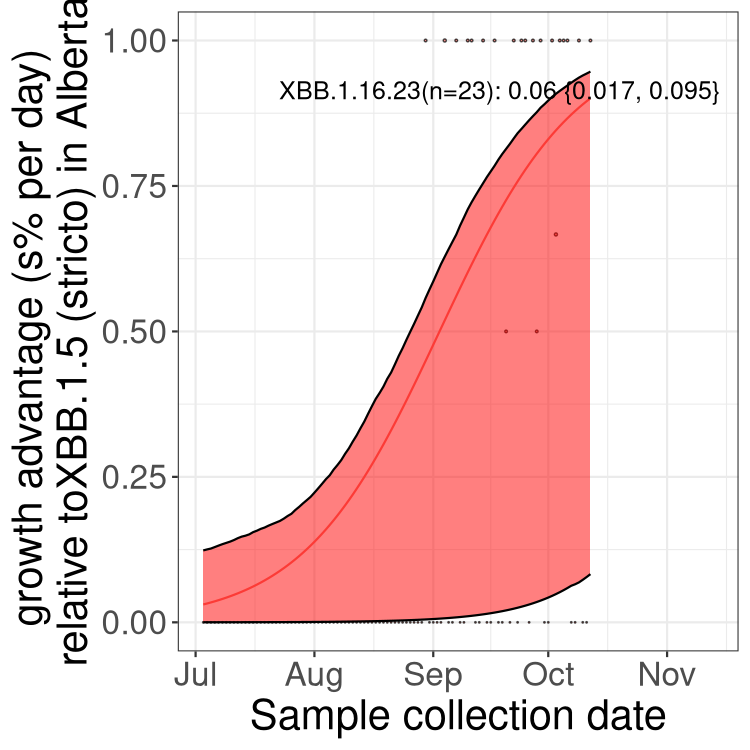 growth advantage (s% per day)
relative toXBB.1.5 (stricto) in Alberta
1.00
0.75
0.50
0.25
0.00
XBB.1.16.23(n=23): 0.06 {0.017, 0.095}
Jul Aug Sep Oct Nov
Sample collection date